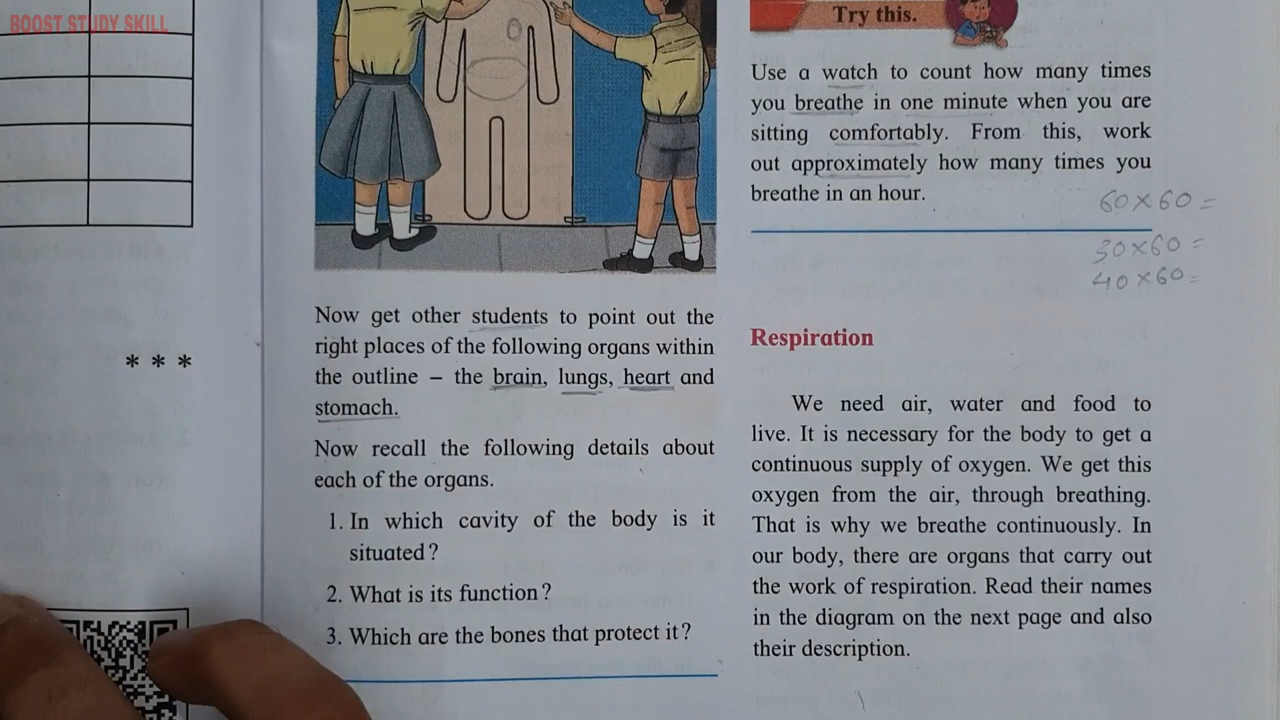 BOOST STUDY SKILL
* * *
Now get other students to point out the
right places of the following organs within
the outline – the brain, lungs, heart and
stomach.
Now recall the following details about
each of the organs.
1. In which cavity of the body is it
situated?
2. What is its function?
3. Which are the bones that protect it?
Try this.
Use a watch to count how many times
you breathe in one minute when you are
sitting comfortably. From this, work
out approximately how many times you
breathe in an hour.
60×60=
30×60=
40×60=
Respiration
We need air, water and food to
live. It is necessary for the body to get a
continuous supply of oxygen. We get this
oxygen from the air, through breathing.
That is why we breathe continuously. In
our body, there are organs that carry out
the work of respiration. Read their names
in the diagram on the next page and also
their description.